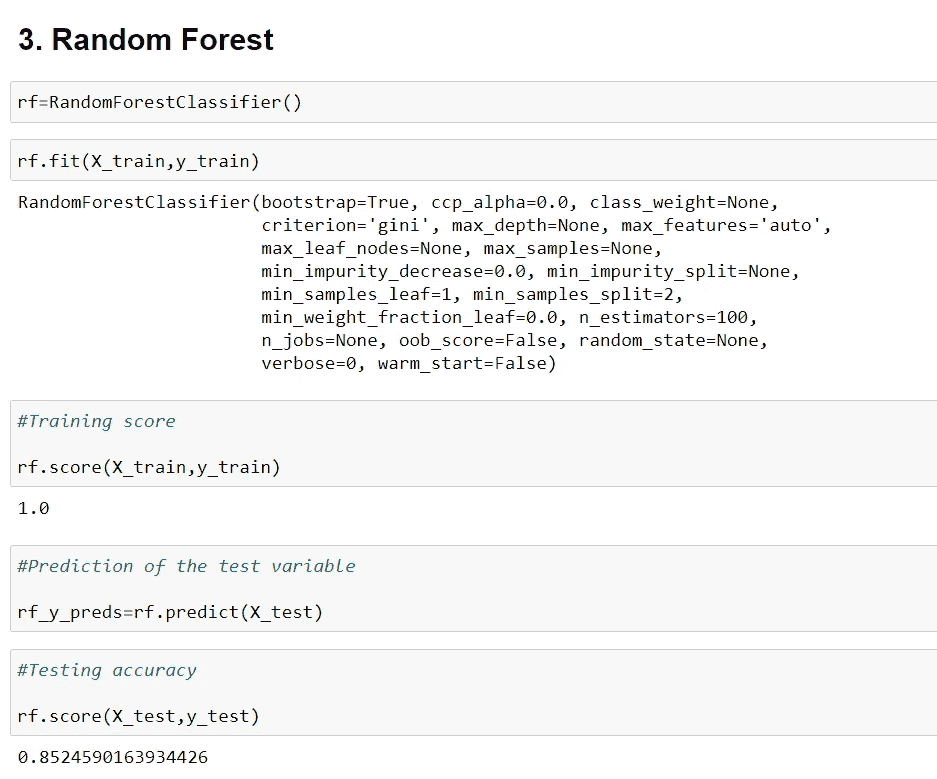 3. Random Forest
rf=RandomForestClassifier()
rf.fit(X_train,y_train)
RandomForestClassifier(bootstrap=True, ccp_alpha=0.0, class_weight=None,
criterion='gini', max_depth=None, max_features='auto',
max_leaf_nodes=None, max_samples=None,
min_impurity_decrease=0.0, min_impurity_split=None,
min_samples_leaf=1, min_samples_split=2,
min_weight_fraction_leaf=0.0, n_estimators=100,
n_jobs=None, oob_score=False, random_state=None,
verbose=0, warm_start=False)
#Training score
rf.score(X_train,y_train)
1.0
#Prediction of the test variable
rf_y_preds=rf.predict(X_test)
#Testing accuracy
rf.score(X_test,y_test)
0.8524590163934426